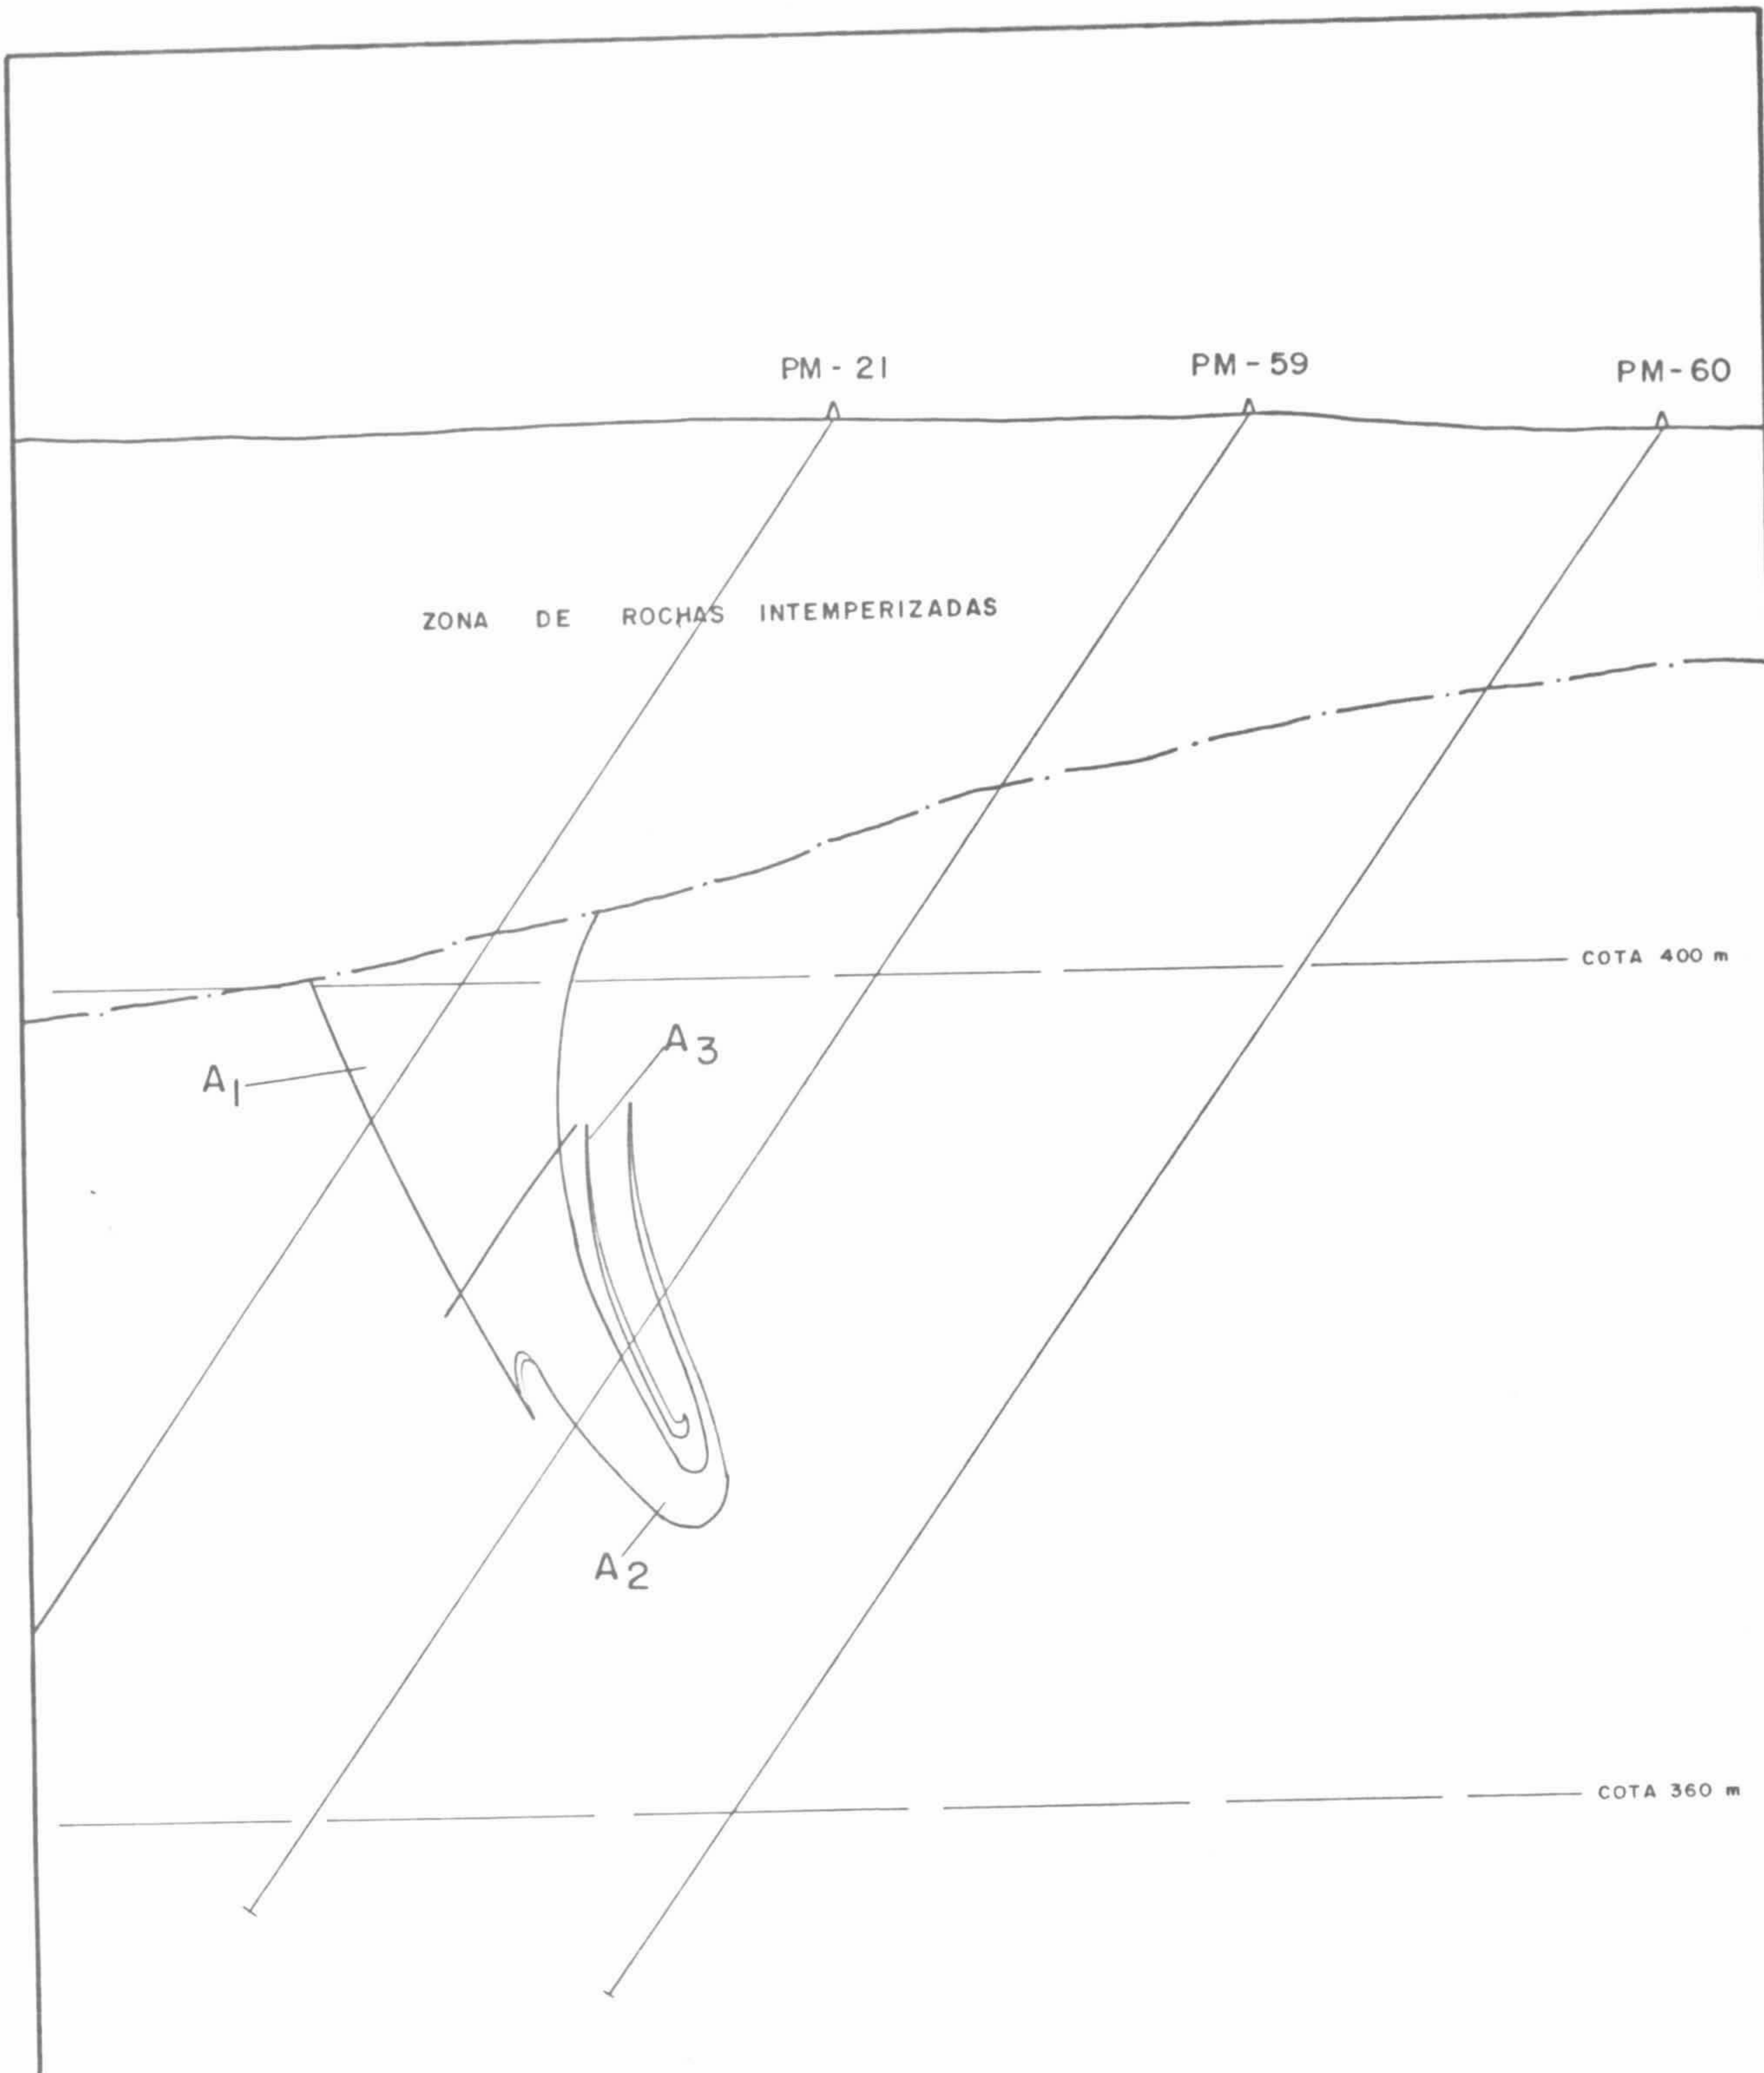 PM - 21
PM - 59
PM - 60
ZONA DE ROCHAS INTEMPERIZADAS
COTA 400 m
A3
A1
A2
COTA 360 m